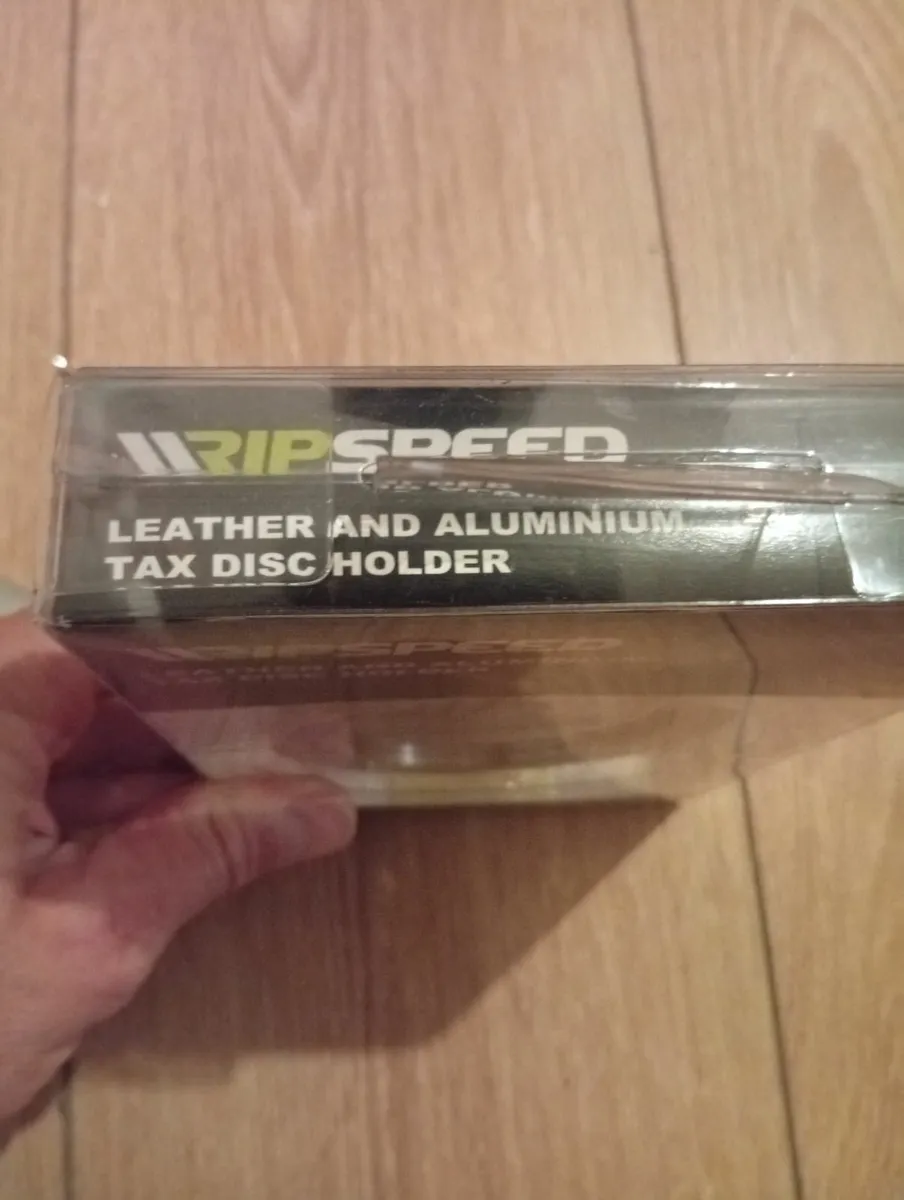 RIPSPEED
LEATHER AND ALUMINIUM
TAX DISC HOLDER